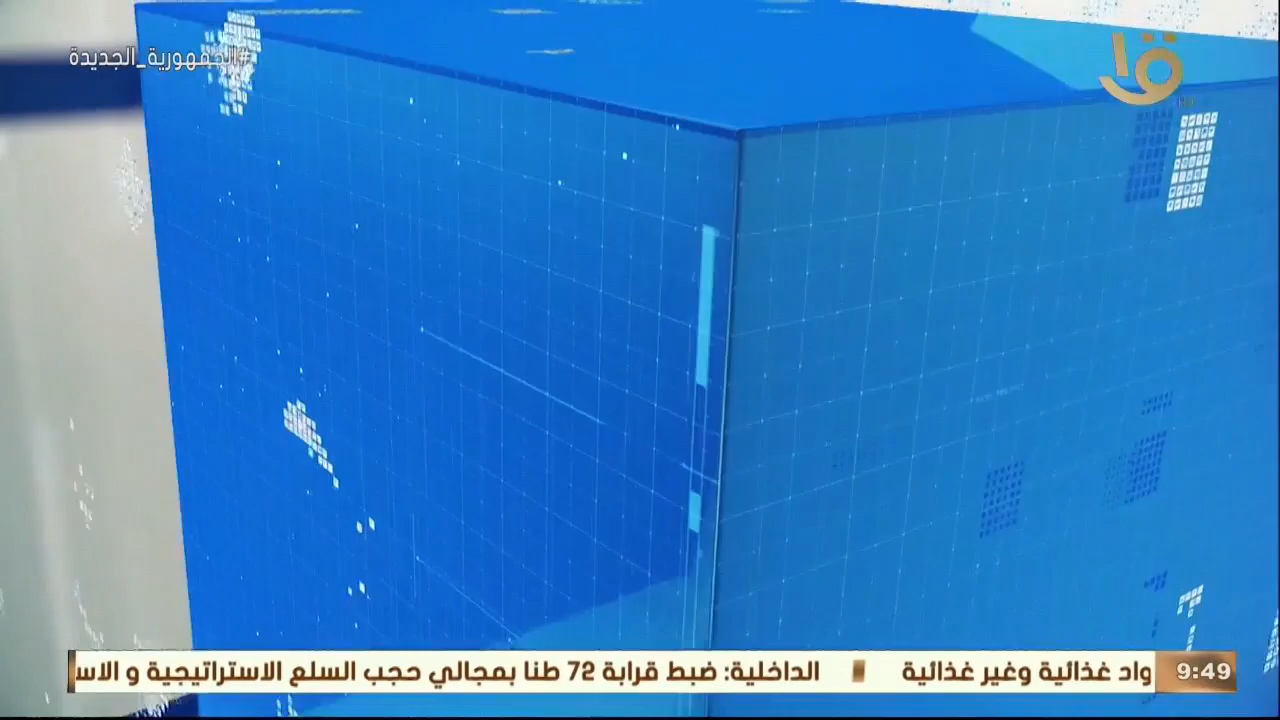 #الجمهورية_الجديدة
واد غذائية وغير غذائية ▮ الداخلية: ضبط قرابة 72 طنا بمجالي حجب السلع الاستراتيجية و الاس
9:49